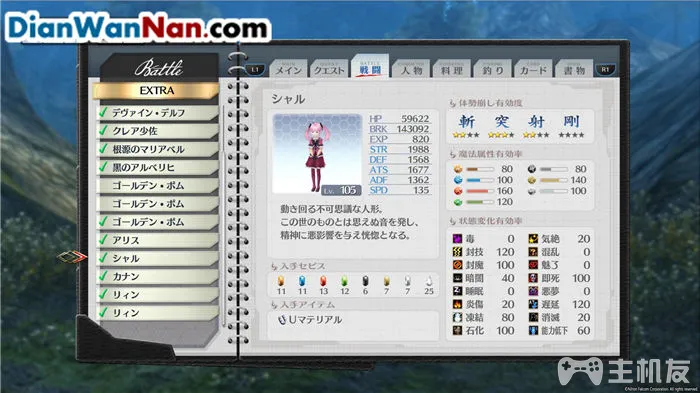 DianWanNan.com
Battle
EXTRA
デヴァイン・デルフ
クレア少佐
根源のマリアベル
黒のアルベリヒ
ゴールデン・ポム
ゴールデン・ポム
ゴールデン・ポム
アリス
シャル
カナン
リィン
リィン
L1
メイン
クエスト
BATTLE
戦闘
人物
料理
釣り
カード
書物
R1
シャル
HP 59622
BRK 143092
EXP 820
STR 1988
DEF 1568
ATS 1677
ADF 1362
SPD 135
Lv. 105
動き回る不可思議な人形。
この世のものとは思えぬ音を発し、
精神に悪影響を与え恍惚となる。
入手セピス
11 11 13 12 6 7 7 25
入手アイテム
Uマテリアル
体勢崩し有効度
斬 突 射 剛
魔法属性有効率
80 80
100 140
160 100
120
状態変化有効率
毒 0 気絶 20
封技 120 混乱 0
封魔 100 魅了 0
暗闇 40 即死 100
睡眠 0 悪夢 0
炎傷 20 遅延 120
凍結 80 消滅 20
石化 100 能力低下 60
主机友
©Nihon Falcom Corporation. All rights reserved.